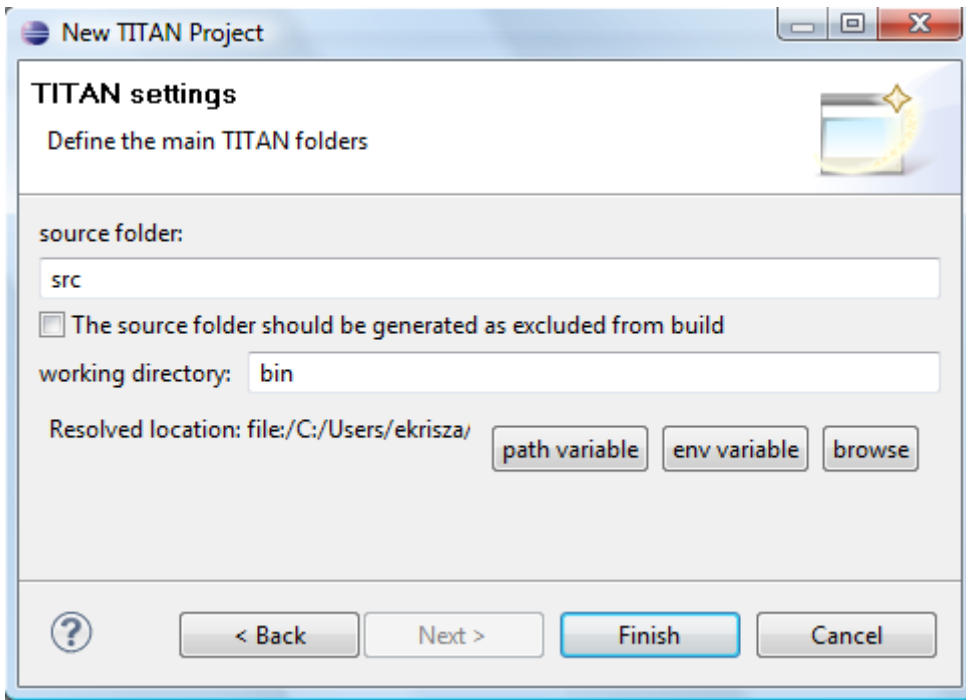 New TITAN Project
TITAN settings
Define the main TITAN folders
source folder:
src
The source folder should be generated as excluded from build
working directory: bin
Resolved location: file:/C:/Users/ekrisza/ path variable env variable browse
? < Back Next > Finish Cancel